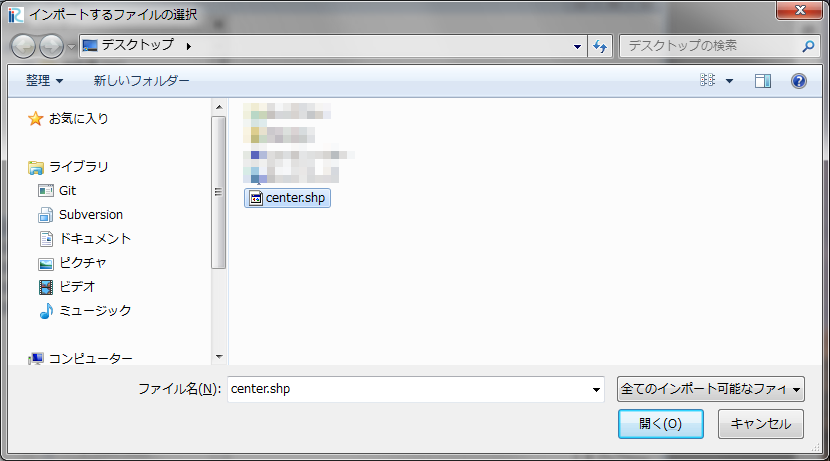 インポートするファイルの選択
デスクトップ
デスクトップの検索
整理
新しいフォルダー
お気に入り
ライブラリ
Git
Subversion
ドキュメント
ピクチャ
ビデオ
ミュージック
コンピューター
center.shp
ファイル名(N):
center.shp
全てのインポート可能なファイ
開く(O)
キャンセル